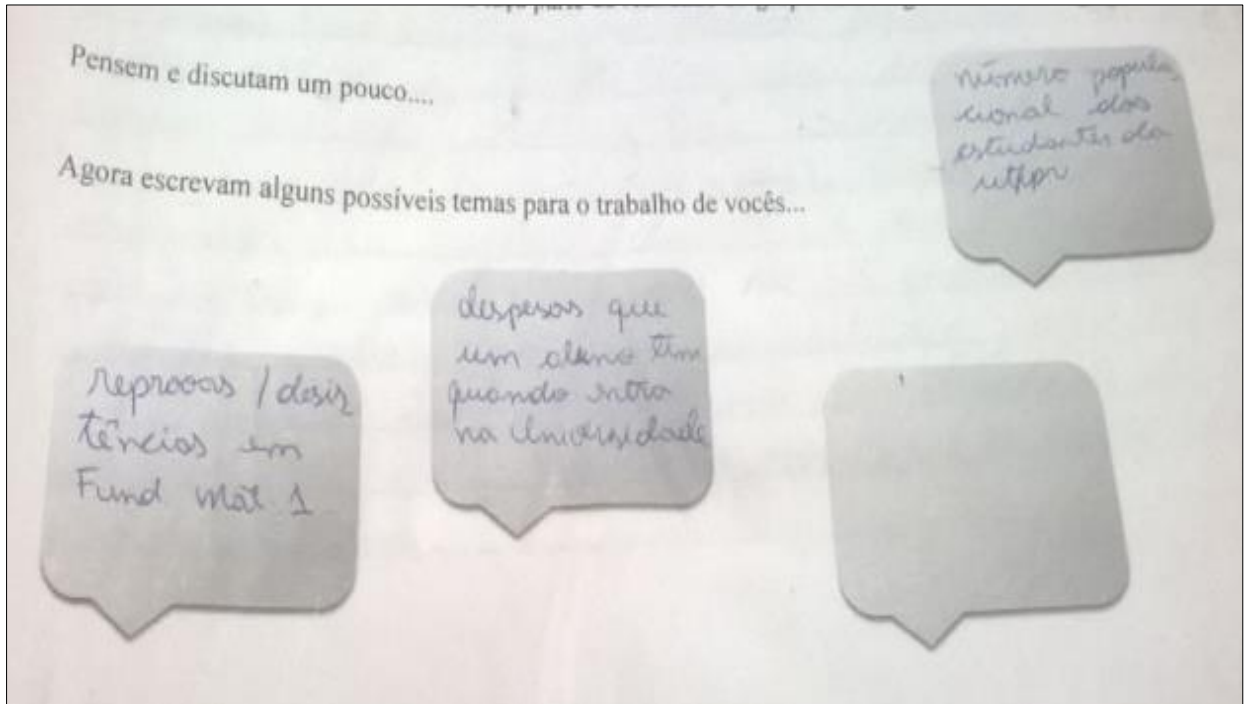 Pensem e discutam um pouco....
número popula
cional dos
estudantes da
utfpr
Agora escrevam alguns possíveis temas para o trabalho de vocês...
despesas que
um aluno tem
quando entra
na Universidade
reprovas / desis
tências em
Fund Mat 1